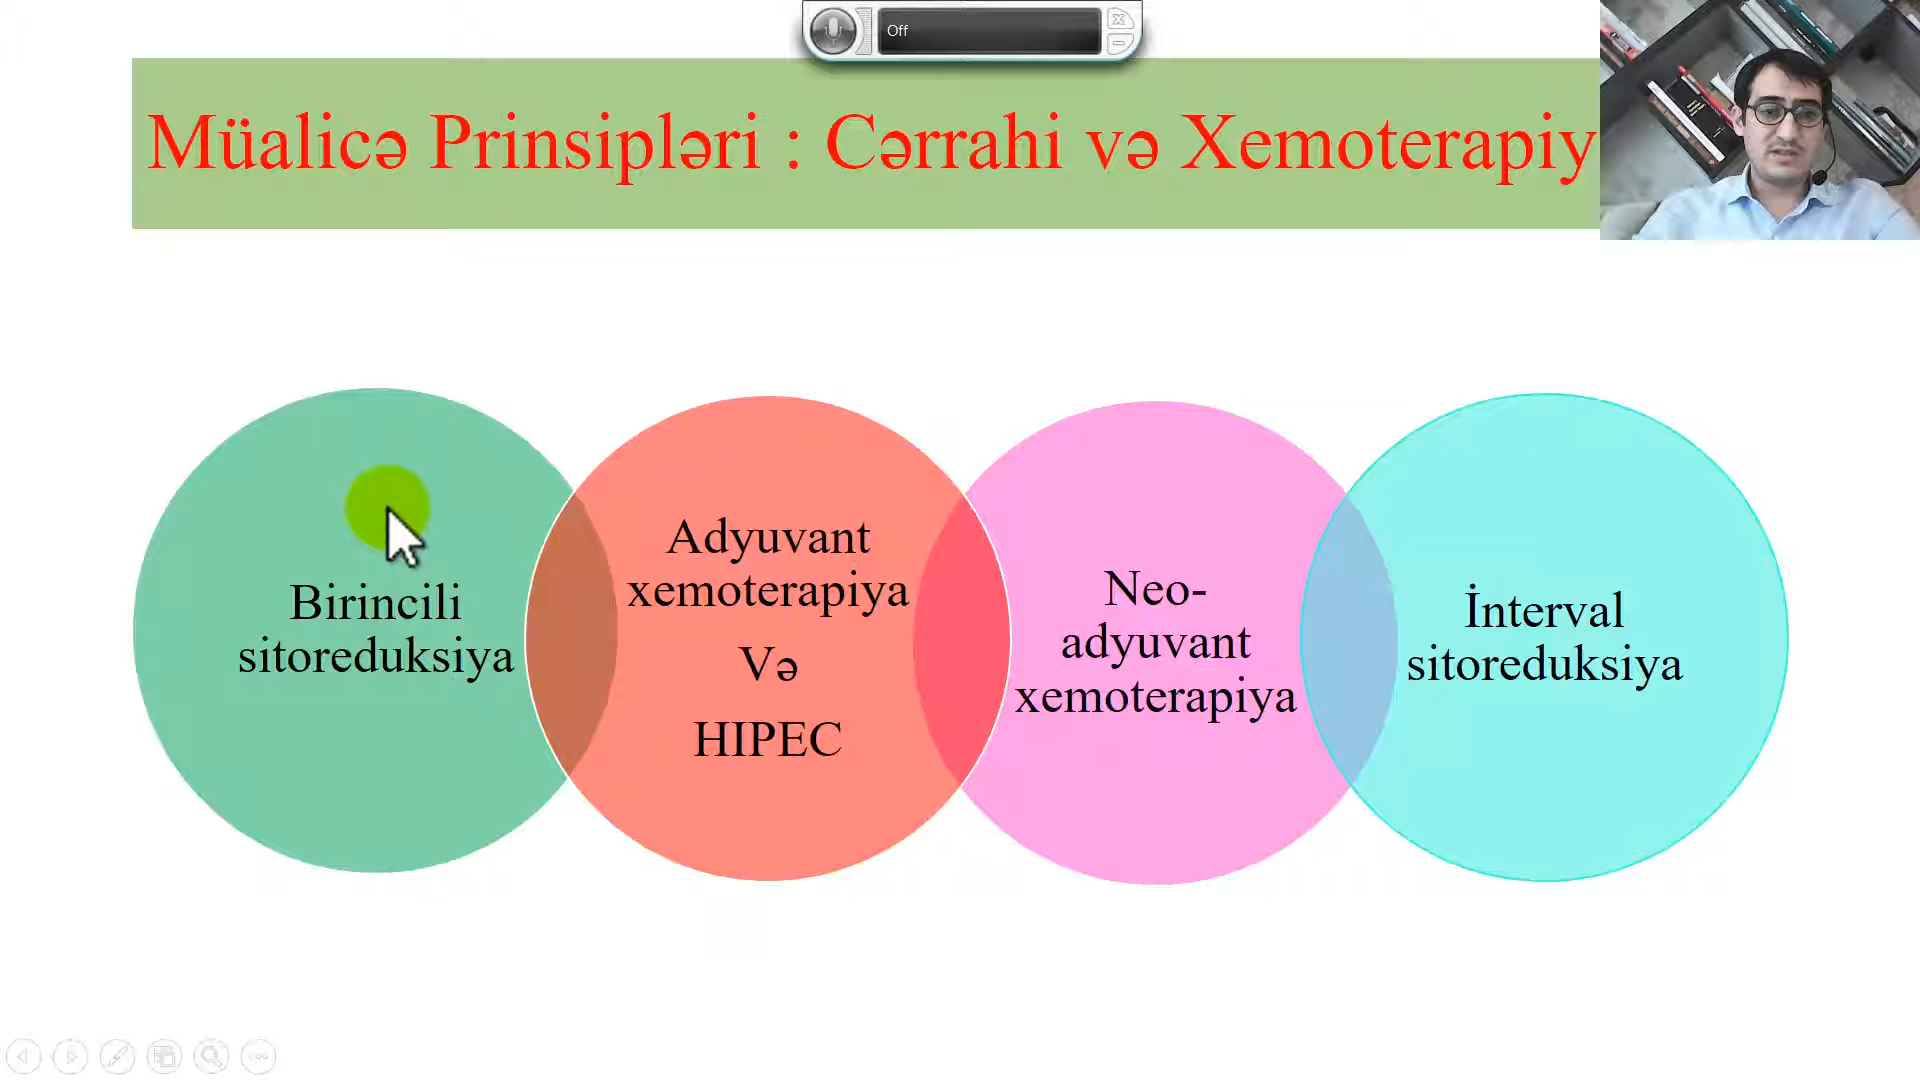 Off
Müalicə Prinsipləri : Cərrahi və Xemoterapiy
Birincili
sitoreduksiya
Adyuvant
xemoterapiya
Və
HIPEC
Neo-
adyuvant
xemoterapiya
İnterval
sitoreduksiya